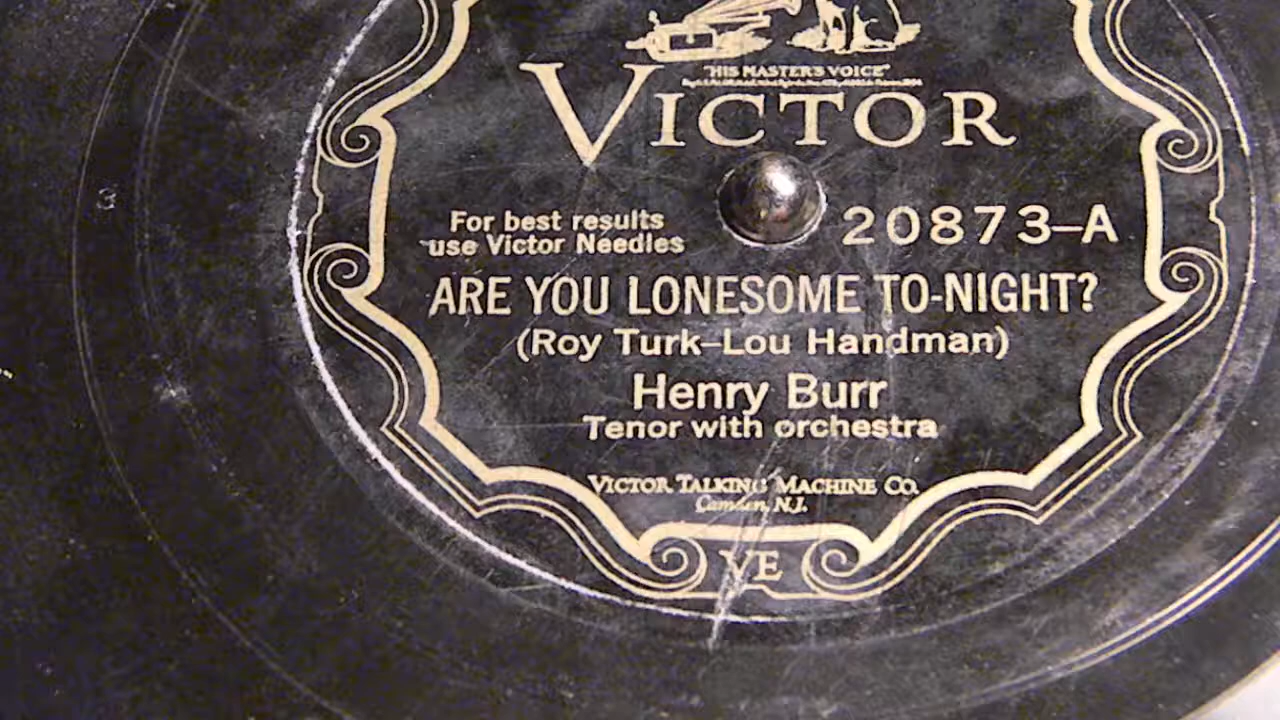 "HIS MASTER'S VOICE"
VICTOR
For best results
use Victor Needles
20873–A
ARE YOU LONESOME TO-NIGHT?
(Roy Turk–Lou Handman)
Henry Burr
Tenor with orchestra
VICTOR TALKING MACHINE CO.
Camden, N.J.
VE
3